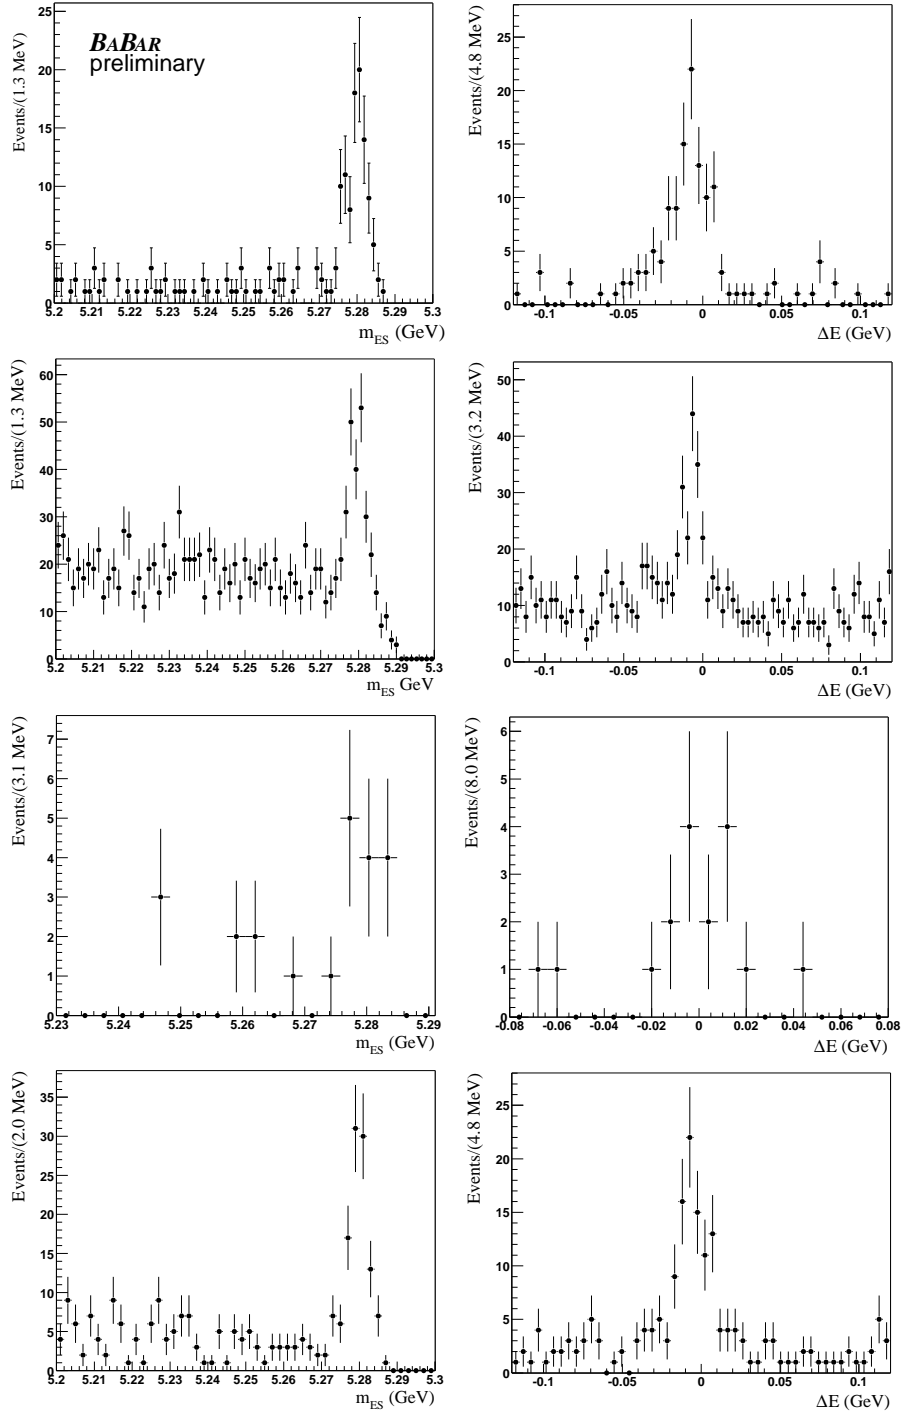 Events/(1.3 MeV)
25
20
15
10
5
0
BABAR
preliminary
5.2 5.21 5.22 5.23 5.24 5.25 5.26 5.27 5.28 5.29 5.3
mES (GeV)
Events/(4.8 MeV)
25
20
15
10
5
0
-0.1 -0.05 0 0.05 0.1
ΔE (GeV)
Events/(1.3 MeV)
60
50
40
30
20
10
0
5.2 5.21 5.22 5.23 5.24 5.25 5.26 5.27 5.28 5.29 5.3
mES GeV
Events/(3.2 MeV)
50
40
30
20
10
0
-0.1 -0.05 0 0.05 0.1
ΔE (GeV)
Events/(3.1 MeV)
7
6
5
4
3
2
1
0
5.23 5.24 5.25 5.26 5.27 5.28 5.29
mES (GeV)
Events/(8.0 MeV)
6
5
4
3
2
1
0
-0.08 -0.06 -0.04 -0.02 0 0.02 0.04 0.06 0.08
ΔE (GeV)
Events/(2.0 MeV)
35
30
25
20
15
10
5
0
5.2 5.21 5.22 5.23 5.24 5.25 5.26 5.27 5.28 5.29 5.3
mES (GeV)
Events/(4.8 MeV)
25
20
15
10
5
0
-0.1 -0.05 0 0.05 0.1
ΔE (GeV)